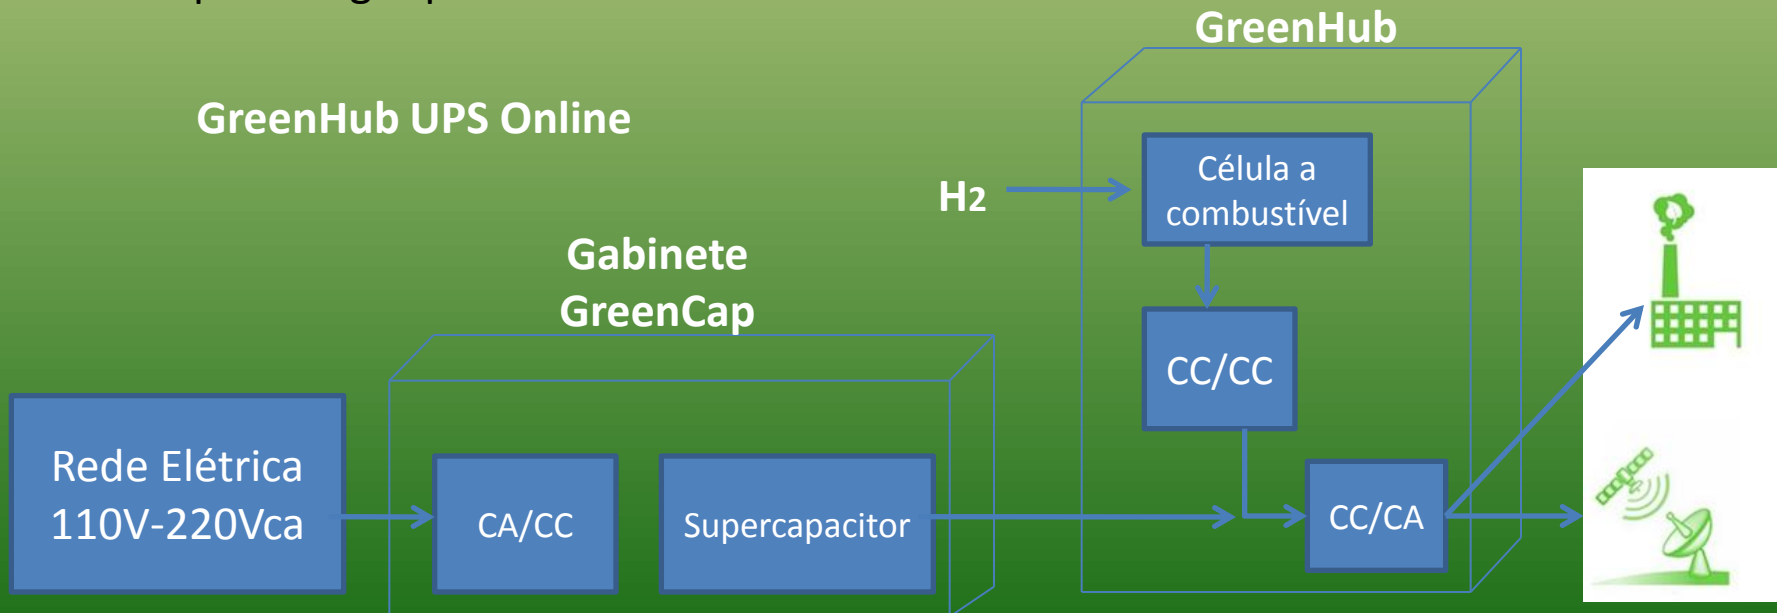 GreenHub
GreenHub UPS Online
Célula a
combustível
H2
Gabinete
GreenCap
CC/CC
Rede Elétrica
110V-220Vca
CA/CC
Supercapacitor
CC/CA